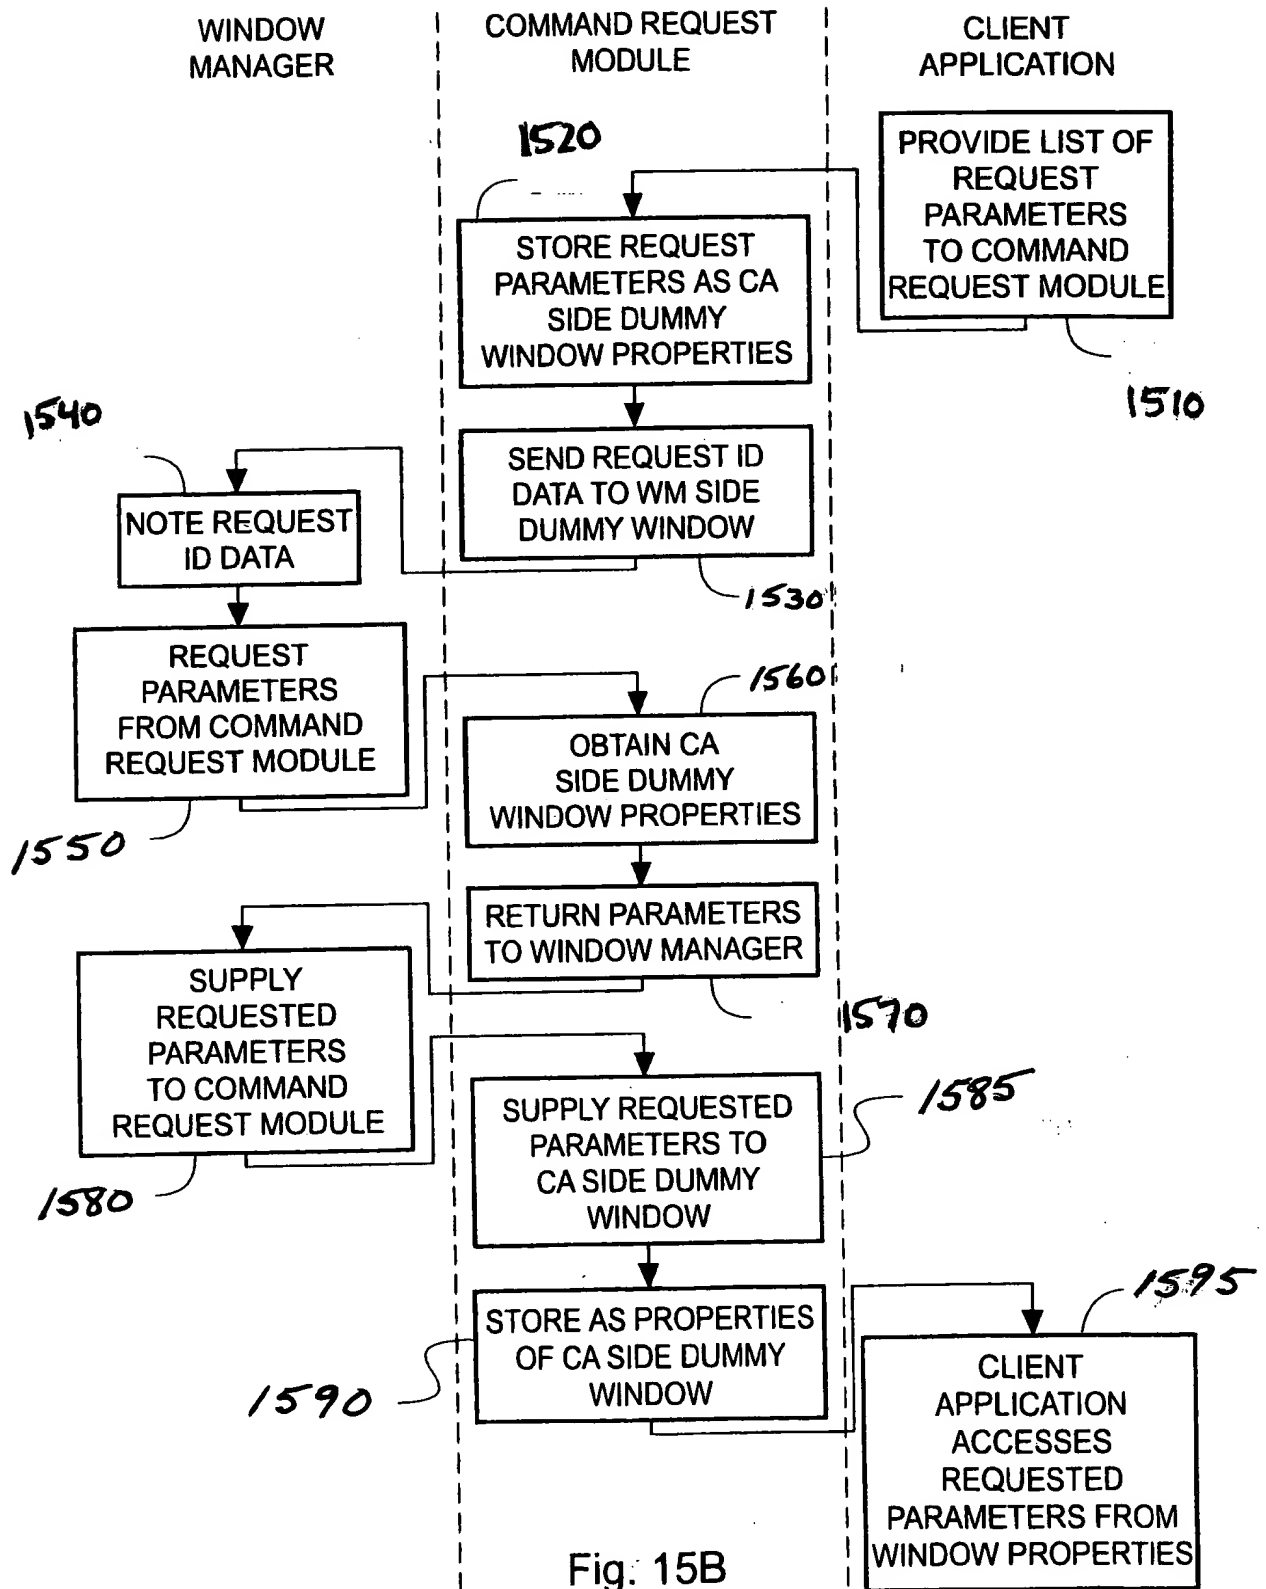 WINDOW
MANAGER
COMMAND REQUEST
MODULE
CLIENT
APPLICATION
PROVIDE LIST OF
REQUEST
PARAMETERS
TO COMMAND
REQUEST MODULE
1510
1520
STORE REQUEST
PARAMETERS AS CA
SIDE DUMMY
WINDOW PROPERTIES
SEND REQUEST ID
DATA TO WM SIDE
DUMMY WINDOW
1530
1540
NOTE REQUEST
ID DATA
REQUEST
PARAMETERS
FROM COMMAND
REQUEST MODULE
1550
1560
OBTAIN CA
SIDE DUMMY
WINDOW PROPERTIES
RETURN PARAMETERS
TO WINDOW MANAGER
1570
SUPPLY
REQUESTED
PARAMETERS
TO COMMAND
REQUEST MODULE
1580
SUPPLY REQUESTED
PARAMETERS TO
CA SIDE DUMMY
WINDOW
1585
STORE AS PROPERTIES
OF CA SIDE DUMMY
WINDOW
1590
1595
CLIENT
APPLICATION
ACCESSES
REQUESTED
PARAMETERS FROM
WINDOW PROPERTIES
Fig. 15B